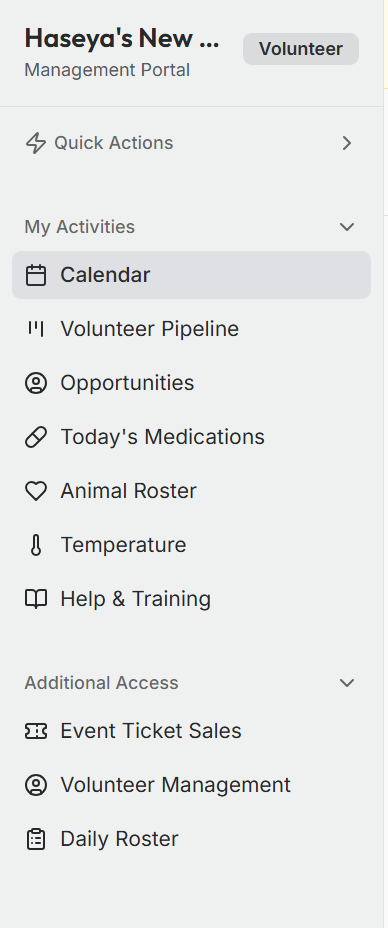 Haseya's New ...
Volunteer
Management Portal
Quick Actions
My Activities
Calendar
Volunteer Pipeline
Opportunities
Today's Medications
Animal Roster
Temperature
Help & Training
Additional Access
Event Ticket Sales
Volunteer Management
Daily Roster